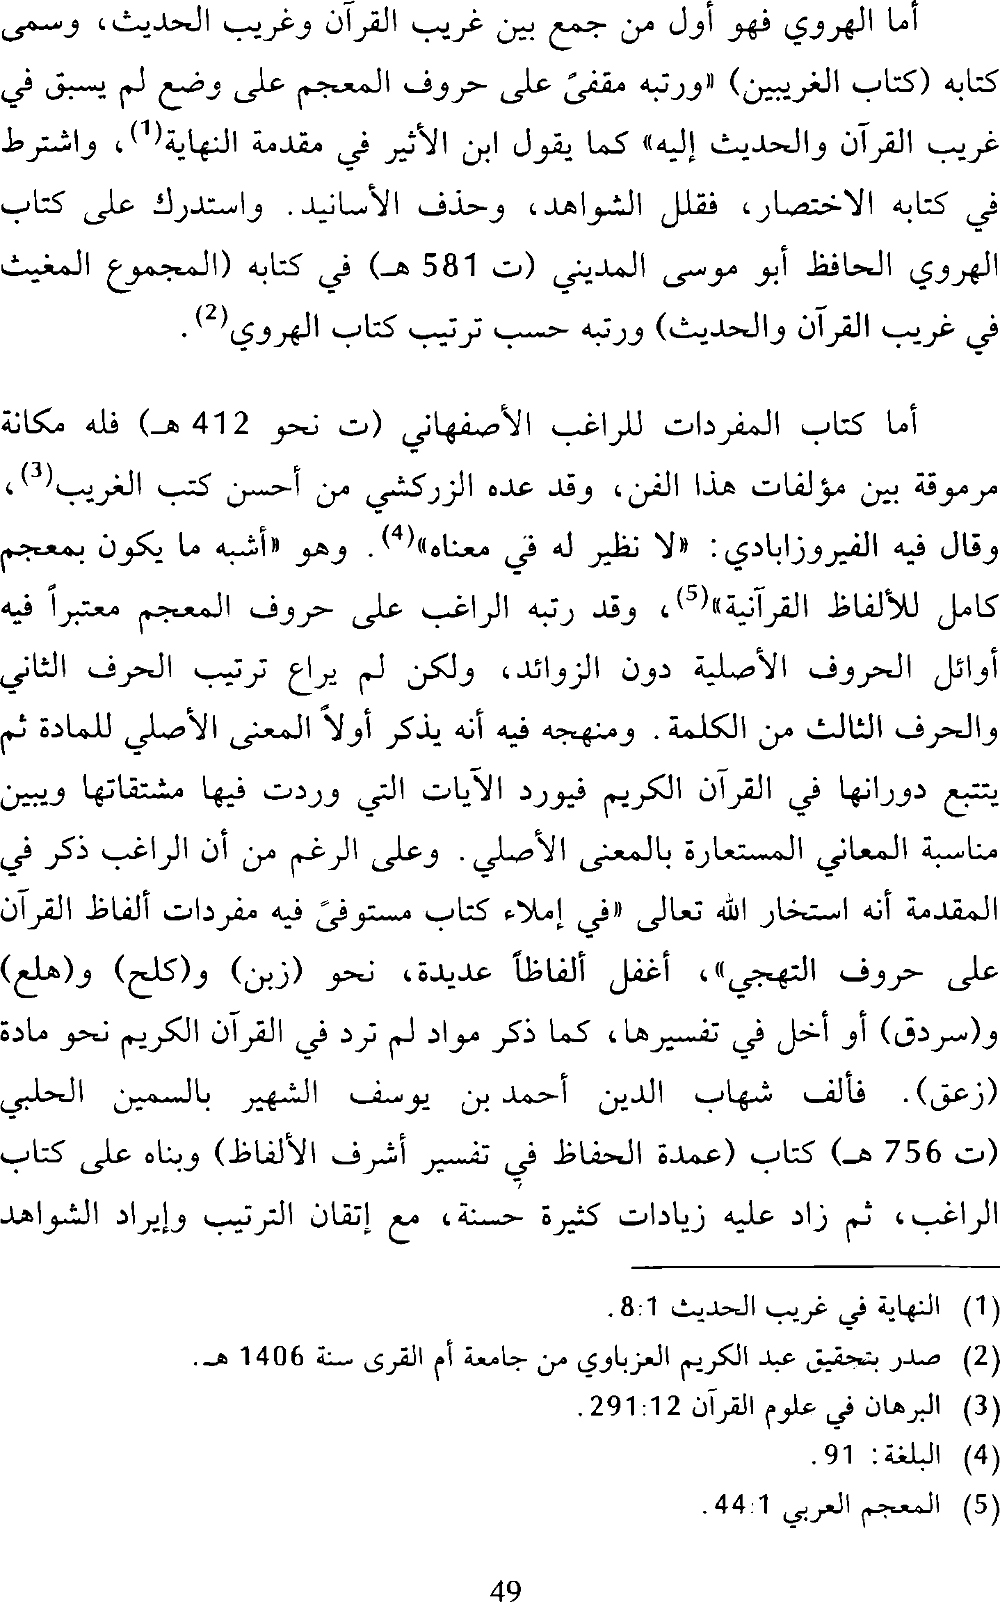 أما الهروي فهو أول من جمع بين غريب القرآن وغريب الحديث، وسمى
كتابه (كتاب الغريبين) «ورتبه مقفىً على حروف المعجم على وضع لم يسبق في
غريب القرآن والحديث إليه» كما يقول ابن الأثير في مقدمة النهاية(1)، واشترط
في كتابه الاختصار، فقلل الشواهد، وحذف الأسانيد. واستدرك على كتاب
الهروي الحافظ أبو موسى المديني (ت 581 هـ) في كتابه (المجموع المغيث
في غريب القرآن والحديث) ورتبه حسب ترتيب كتاب الهروي(2).
أما كتاب المفردات للراغب الأصفهاني (ت نحو 412 هـ) فله مكانة
مرموقة بين مؤلفات هذا الفن، وقد عده الزركشي من أحسن كتب الغريب(3)،
وقال فيه الفيروزابادي: «لا نظير له في معناه»(4). وهو «أشبه ما يكون بمعجم
كامل للألفاظ القرآنية»(5)، وقد رتبه الراغب على حروف المعجم معتبراً فيه
أوائل الحروف الأصلية دون الزوائد، ولكن لم يراع ترتيب الحرف الثاني
والحرف الثالث من الكلمة. ومنهجه فيه أنه يذكر أولاً المعنى الأصلي للمادة ثم
يتتبع دورانها في القرآن الكريم فيورد الآيات التي وردت فيها مشتقاتها ويبين
مناسبة المعاني المستعارة بالمعنى الأصلي. وعلى الرغم من أن الراغب ذكر في
المقدمة أنه استخار الله تعالى «في إملاء كتاب مستوفىً فيه مفردات ألفاظ القرآن
على حروف التهجي»، أغفل ألفاظاً عديدة، نحو (زبن) و(كلح) و(هلع)
و(سردق) أو أخل في تفسيرها، كما ذكر مواد لم ترد في القرآن الكريم نحو مادة
(زعق). فألف شهاب الدين أحمد بن يوسف الشهير بالسمين الحلبي
(ت 756 هـ) كتاب (عمدة الحفاظ في تفسير أشرف الألفاظ) وبناه على كتاب
الراغب، ثم زاد عليه زيادات كثيرة حسنة، مع إتقان الترتيب وإيراد الشواهد
(1) النهاية في غريب الحديث 8:1.
(2) صدر بتحقيق عبد الكريم العزباوي من جامعة أم القرى سنة 1406 هـ.
(3) البرهان في علوم القرآن 291:12.
(4) البلغة: 91.
(5) المعجم العربي 44:1.
49